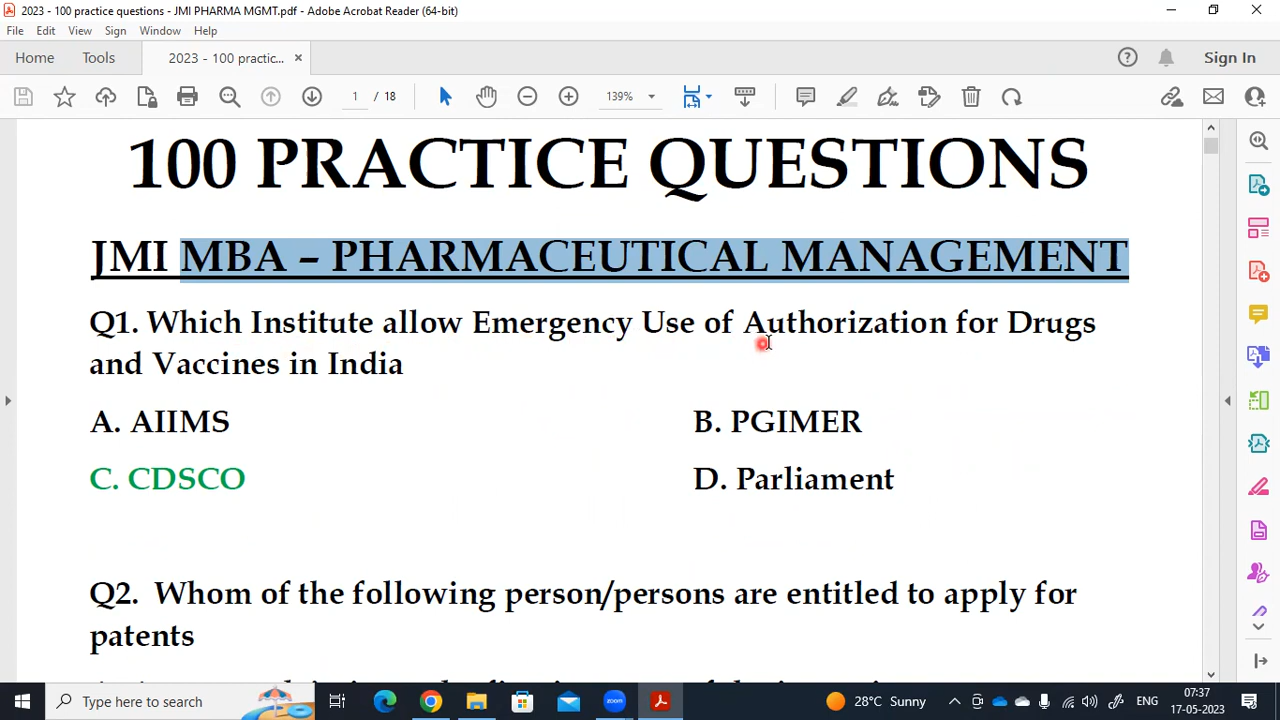 2023 - 100 practice questions - JMI PHARMA MGMT.pdf - Adobe Acrobat Reader (64-bit)
File Edit View Sign Window Help
Home Tools 2023 - 100 practic... × Sign In
1 / 18 139%
100 PRACTICE QUESTIONS
JMI MBA – PHARMACEUTICAL MANAGEMENT
Q1. Which Institute allow Emergency Use of Authorization for Drugs
and Vaccines in India
A. AIIMS B. PGIMER
C. CDSCO D. Parliament
Q2. Whom of the following person/persons are entitled to apply for
patents
Type here to search 28°C Sunny ENG 07:37
17-05-2023